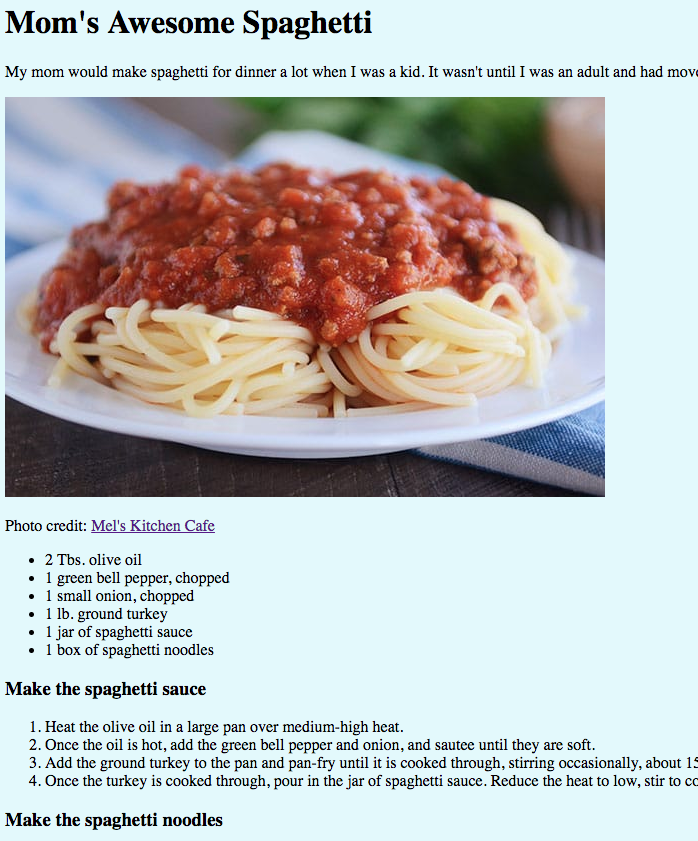 Mom's Awesome Spaghetti
My mom would make spaghetti for dinner a lot when I was a kid. It wasn't until I was an adult and had
Photo credit: Mel's Kitchen Cafe
• 2 Tbs. olive oil
• 1 green bell pepper, chopped
• 1 small onion, chopped
• 1 lb. ground turkey
• 1 jar of spaghetti sauce
• 1 box of spaghetti noodles
Make the spaghetti sauce
1. Heat the olive oil in a large pan over medium-high heat.
2. Once the oil is hot, add the green bell pepper and onion, and sautee until they are soft.
3. Add the ground turkey to the pan and pan-fry until it is cooked through, stirring occasionally, about
4. Once the turkey is cooked through, pour in the jar of spaghetti sauce. Reduce the heat to low, stir to
Make the spaghetti noodles